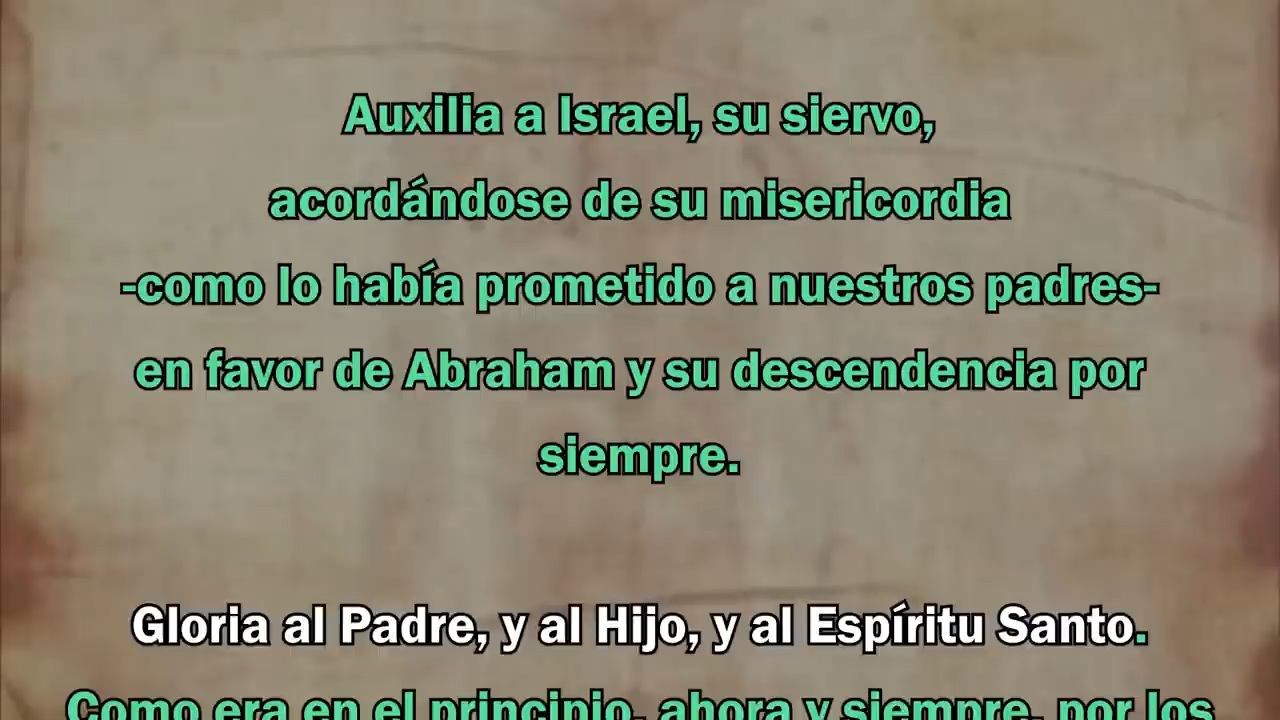 Auxilia a Israel, su siervo,
acordándose de su misericordia
-como lo había prometido a nuestros padres-
en favor de Abraham y su descendencia por
siempre.
Gloria al Padre, y al Hijo, y al Espíritu Santo.
Como era en el principio, ahora y siempre, por los